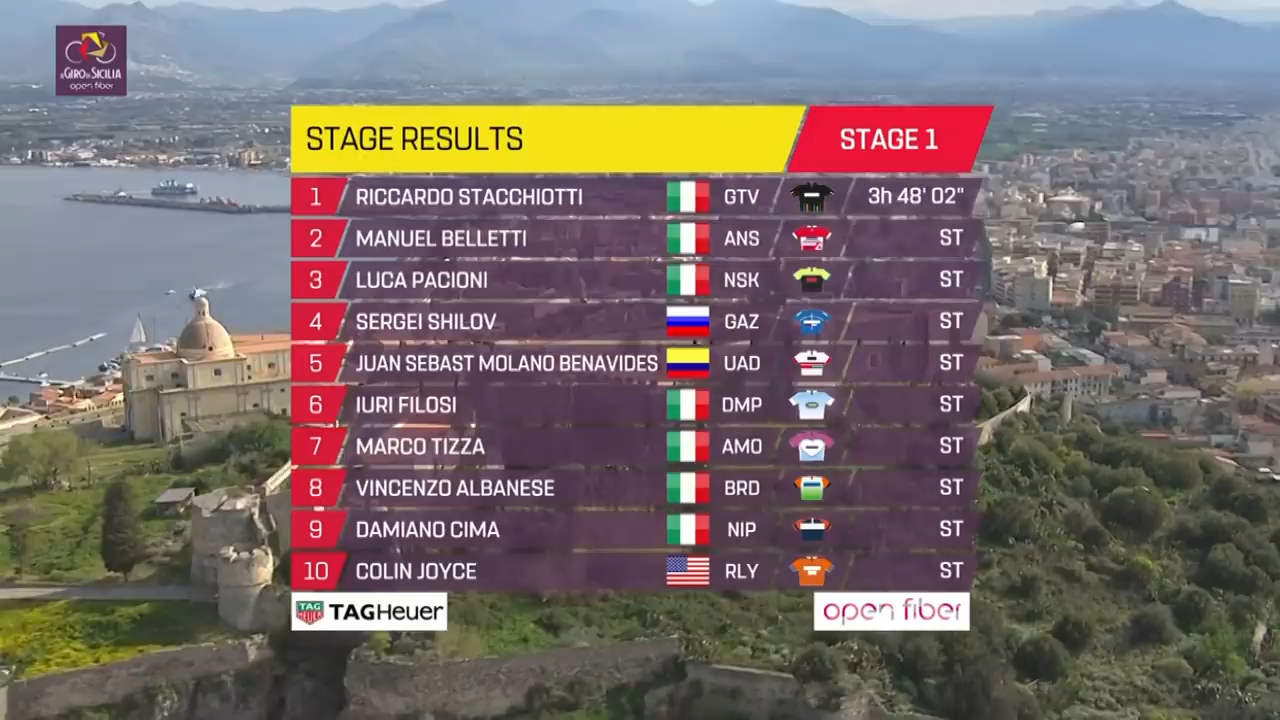 IL GIRO DI SICILIA
open fiber
STAGE RESULTS STAGE 1
1 RICCARDO STACCHIOTTI GTV 3h 48' 02"
2 MANUEL BELLETTI ANS ST
3 LUCA PACIONI NSK ST
4 SERGEI SHILOV GAZ ST
5 JUAN SEBAST MOLANO BENAVIDES UAD ST
6 IURI FILOSI DMP ST
7 MARCO TIZZA AMO ST
8 VINCENZO ALBANESE BRD ST
9 DAMIANO CIMA NIP ST
10 COLIN JOYCE RLY ST
TAG HEUER TAGHeuer open fiber